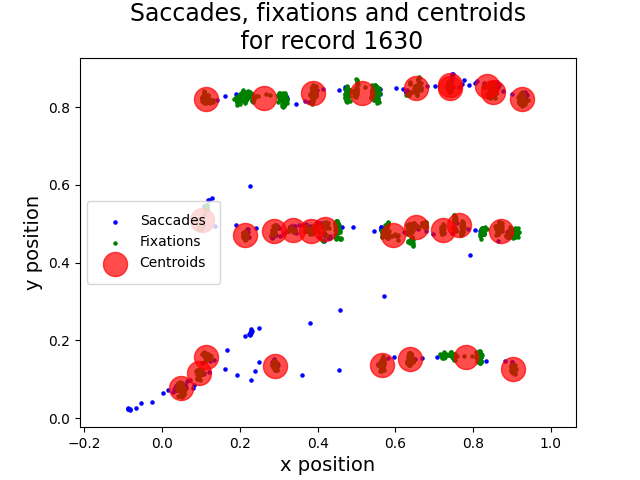 Saccades, fixations and centroids
for record 1630
0.8
0.6
0.4
0.2
0.0
y position
Saccades
Fixations
Centroids
−0.2
0.0
0.2
0.4
0.6
0.8
1.0
x position